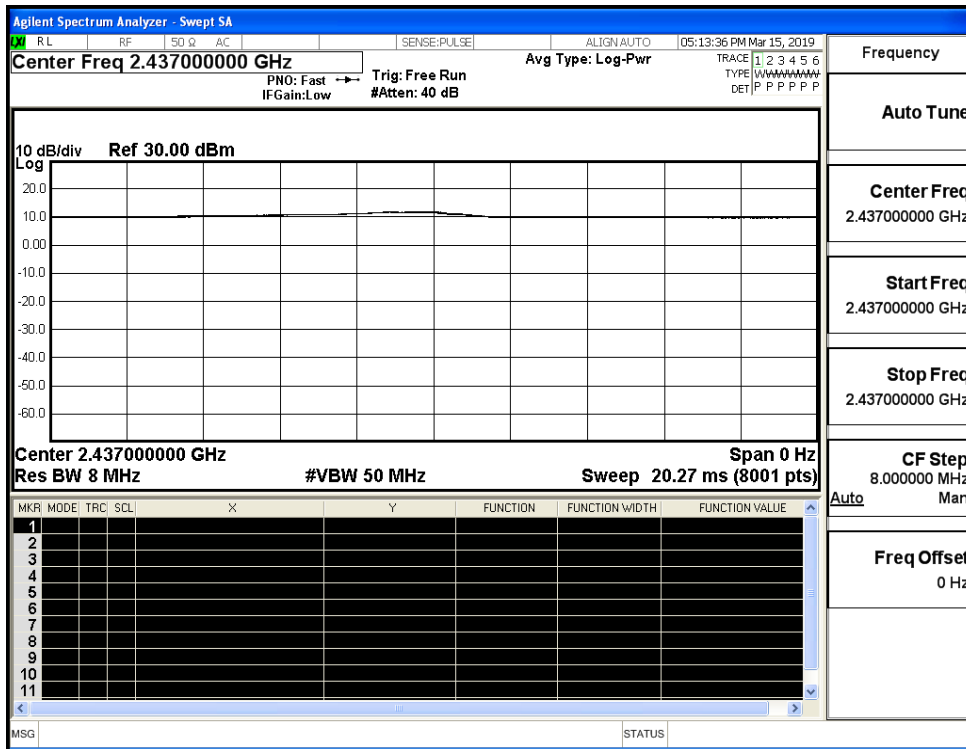 Agilent Spectrum Analyzer - Swept SA
LXI RL RF 50 Ω AC SENSE:PULSE ALIGN AUTO 05:13:36 PM Mar 15, 2019
Center Freq 2.437000000 GHz
PNO: Fast
IFGain:Low
Trig: Free Run
#Atten: 40 dB
Avg Type: Log-Pwr
TRACE 1 2 3 4 5 6
TYPE WWWWWW
DET P P P P P P
10 dB/div Ref 30.00 dBm
Log
20.0
10.0
0.00
-10.0
-20.0
-30.0
-40.0
-50.0
-60.0
Center 2.437000000 GHz Span 0 Hz
Res BW 8 MHz #VBW 50 MHz Sweep 20.27 ms (8001 pts)
MKR MODE TRC SCL X Y FUNCTION FUNCTION WIDTH FUNCTION VALUE
1
2
3
4
5
6
7
8
9
10
11
MSG STATUS
Frequency
Auto Tune
Center Freq
2.437000000 GHz
Start Freq
2.437000000 GHz
Stop Freq
2.437000000 GHz
CF Step
8.000000 MHz
Auto Man
Freq Offset
0 Hz